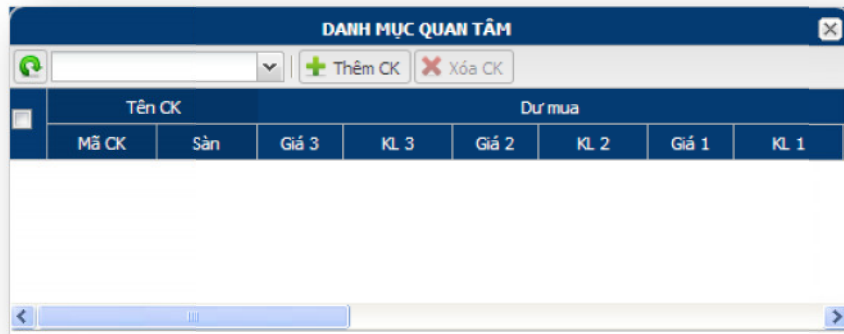 DANH MỤC QUAN TÂM
Thêm CK Xóa CK
Tên CK Dư mua
Mã CK Sàn Giá 3 KL 3 Giá 2 KL 2 Giá 1 KL 1